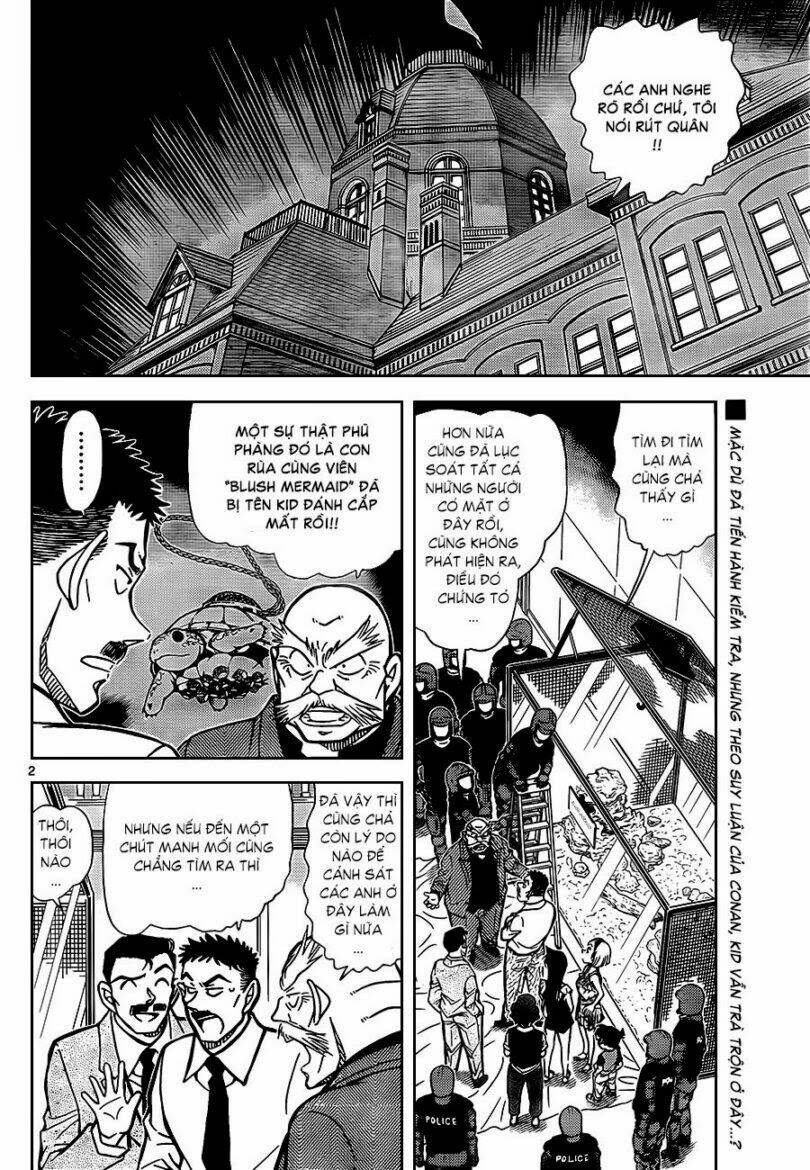 CÁC ANH NGHE
RÓ RỒI CHỨ, TÔI
NÓI RÚT QUÂN
!!
MẶC DÙ ĐÃ TIẾN HÀNH KIỂM TRA, NHƯNG THEO SUY LUẬN CỦA CONAN, KID VẪN TRÀ TRỘN Ở ĐÂY...?
TÌM ĐI TÌM
LẠI MÀ
CŨNG CHẢ
THẤY GÌ
...
HƠN NỮA
CŨNG ĐÃ LỤC
SOÁT TẤT CẢ
NHỮNG NGƯỜI
CÓ MẶT Ở
ĐÂY RỒI,
CŨNG KHÔNG
PHÁT HIỆN RA,
ĐIỀU ĐÓ
CHỨNG TỎ
...
POLICE
POLICE
MỘT SỰ THẬT PHŨ
PHÀNG ĐÓ LÀ CON
RÙA CÙNG VIÊN
"BLUSH MERMAID" ĐÃ
BỊ TÊN KID ĐÁNH CẮP
MẤT RỒI!!
........
2
ĐÃ VẬY THÌ
CŨNG CHẢ
CÒN LÝ DO
NÀO ĐỂ
CẢNH SÁT
CÁC ANH Ở
ĐÂY LÀM
GÌ NỮA
NHƯNG NẾU ĐẾN MỘT
CHÚT MANH MỐI CŨNG
CHẲNG TÌM RA THÌ
...
THÔI,
THÔI
NÀO
...